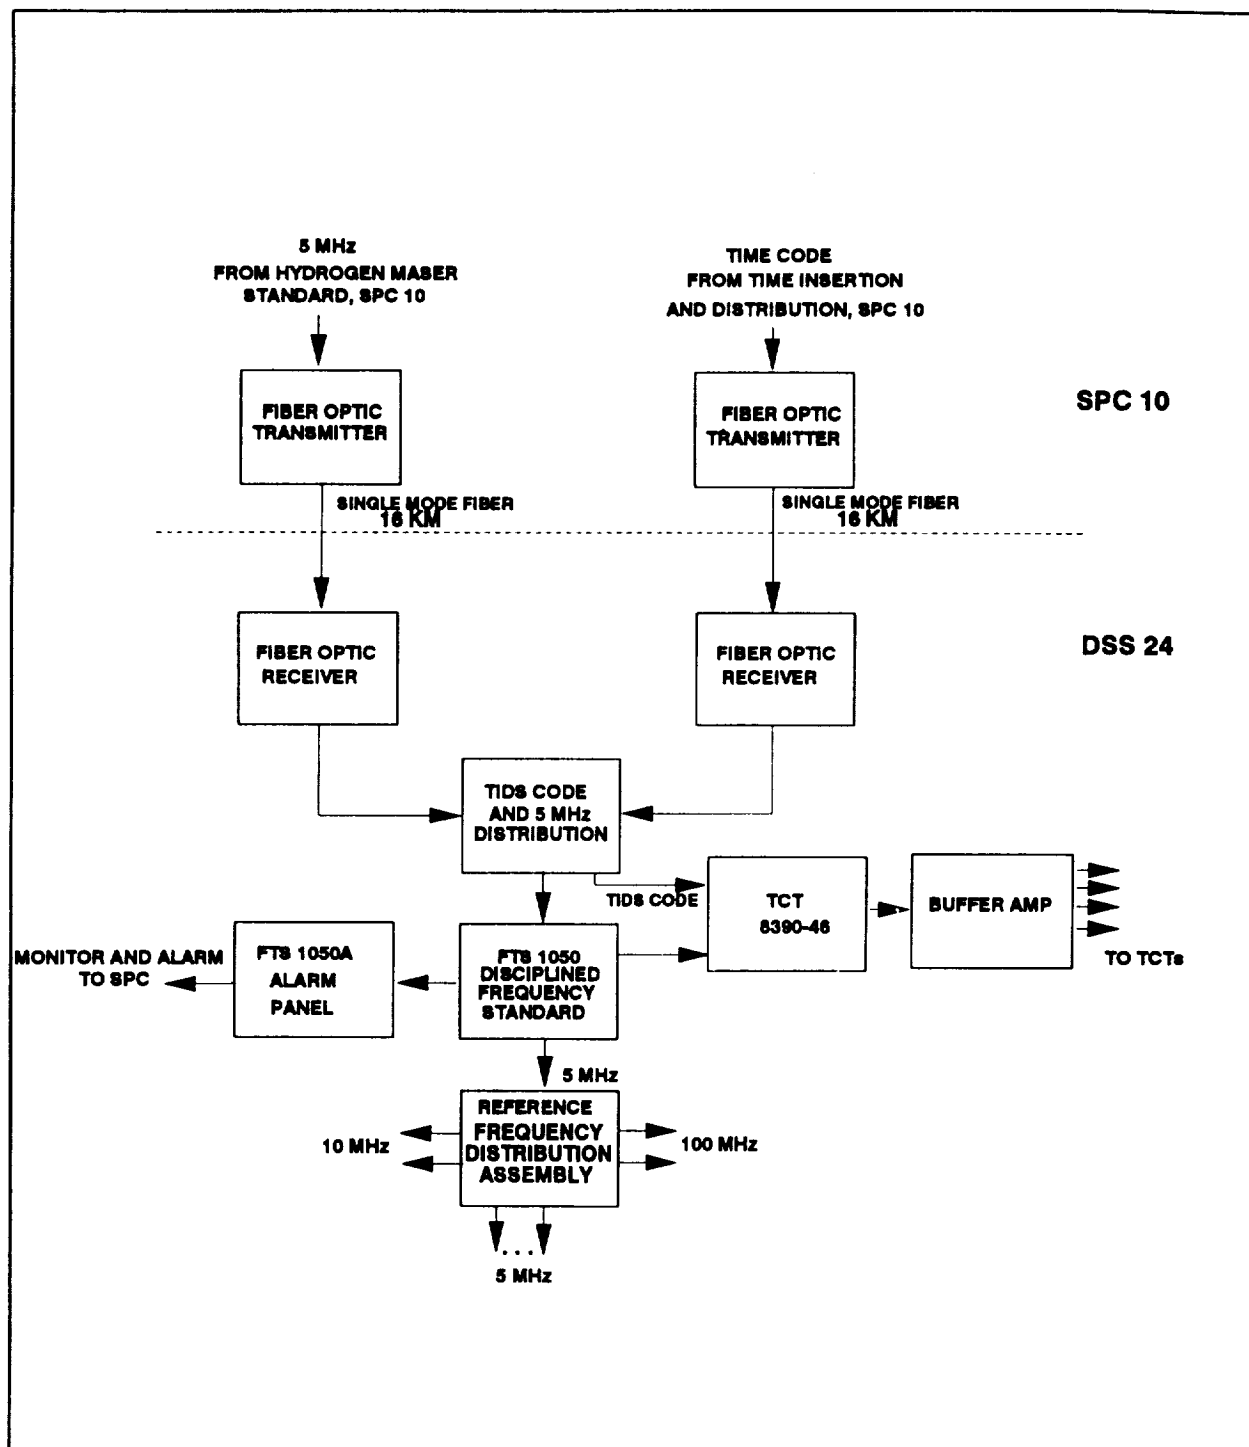 5 MHz
FROM HYDROGEN MASER
STANDARD, SPC 10
TIME CODE
FROM TIME INSERTION
AND DISTRIBUTION, SPC 10
FIBER OPTIC
TRANSMITTER
FIBER OPTIC
TRANSMITTER
SPC 10
SINGLE MODE FIBER
16 KM
SINGLE MODE FIBER
16 KM
FIBER OPTIC
RECEIVER
FIBER OPTIC
RECEIVER
DSS 24
TIDS CODE
AND 5 MHz
DISTRIBUTION
TIDS CODE
TCT
8390-46
BUFFER AMP
TO TCTs
MONITOR AND ALARM
TO SPC
FTS 1050A
ALARM
PANEL
FTS 1050
DISCIPLINED
FREQUENCY
STANDARD
5 MHz
REFERENCE
FREQUENCY
DISTRIBUTION
ASSEMBLY
10 MHz
100 MHz
...
5 MHz